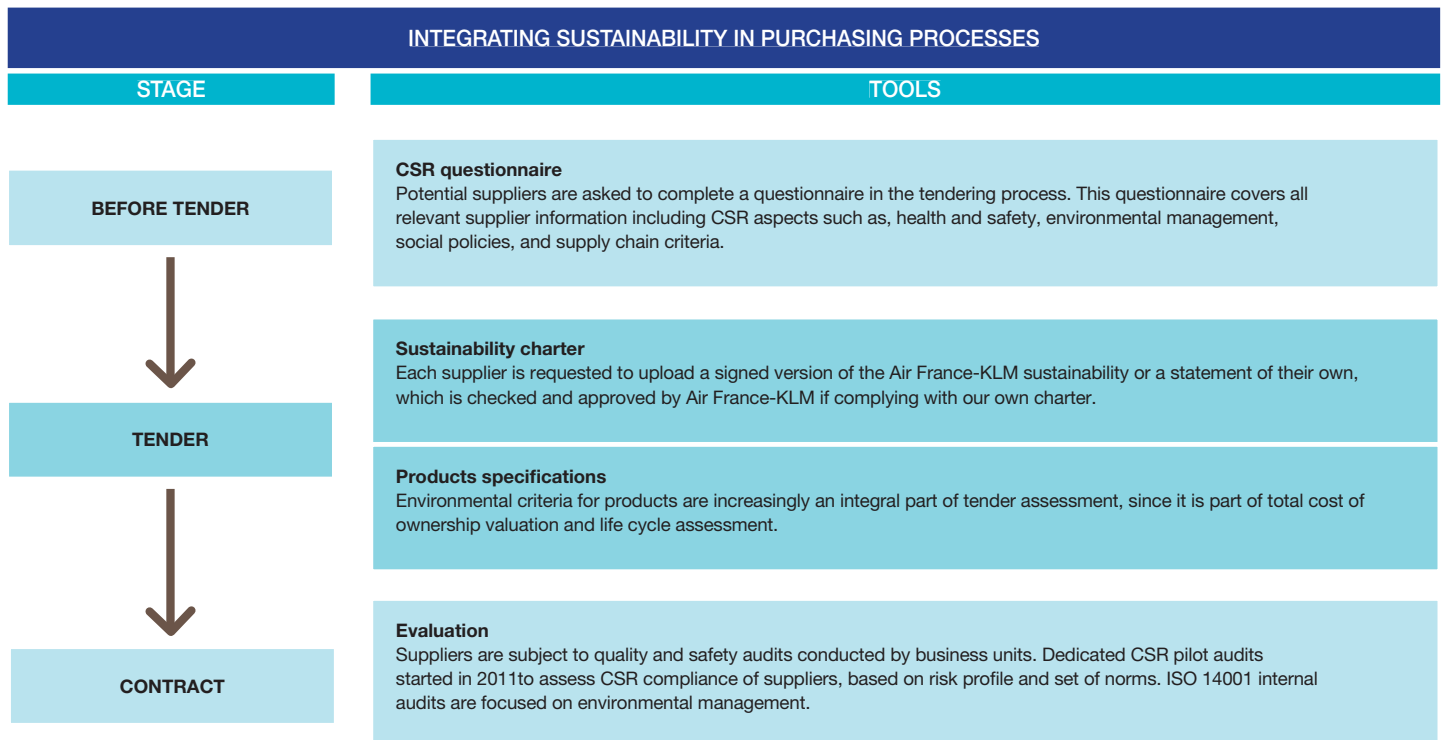 INTEGRATING SUSTAINABILITY IN PURCHASING PROCESSES
STAGE
TOOLS
BEFORE TENDER
CSR questionnaire
Potential suppliers are asked to complete a questionnaire in the tendering process. This questionnaire covers all
relevant supplier information including CSR aspects such as, health and safety, environmental management,
social policies, and supply chain criteria.
TENDER
Sustainability charter
Each supplier is requested to upload a signed version of the Air France-KLM sustainability or a statement of their own,
which is checked and approved by Air France-KLM if complying with our own charter.
Products specifications
Environmental criteria for products are increasingly an integral part of tender assessment, since it is part of total cost of
ownership valuation and life cycle assessment.
CONTRACT
Evaluation
Suppliers are subject to quality and safety audits conducted by business units. Dedicated CSR pilot audits
started in 2011to assess CSR compliance of suppliers, based on risk profile and set of norms. ISO 14001 internal
audits are focused on environmental management.